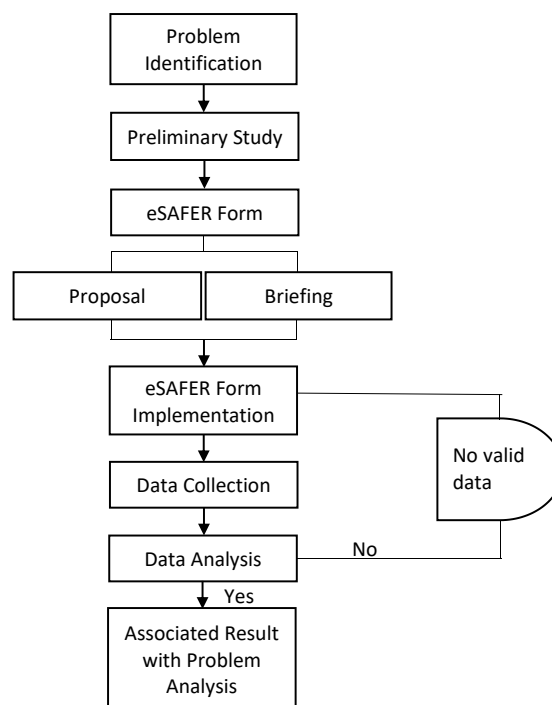 Problem
Identification
Preliminary Study
eSAFER Form
Proposal
Briefing
eSAFER Form
Implementation
No valid
data
Data Collection
Data Analysis
No
Yes
Associated Result
with Problem
Analysis